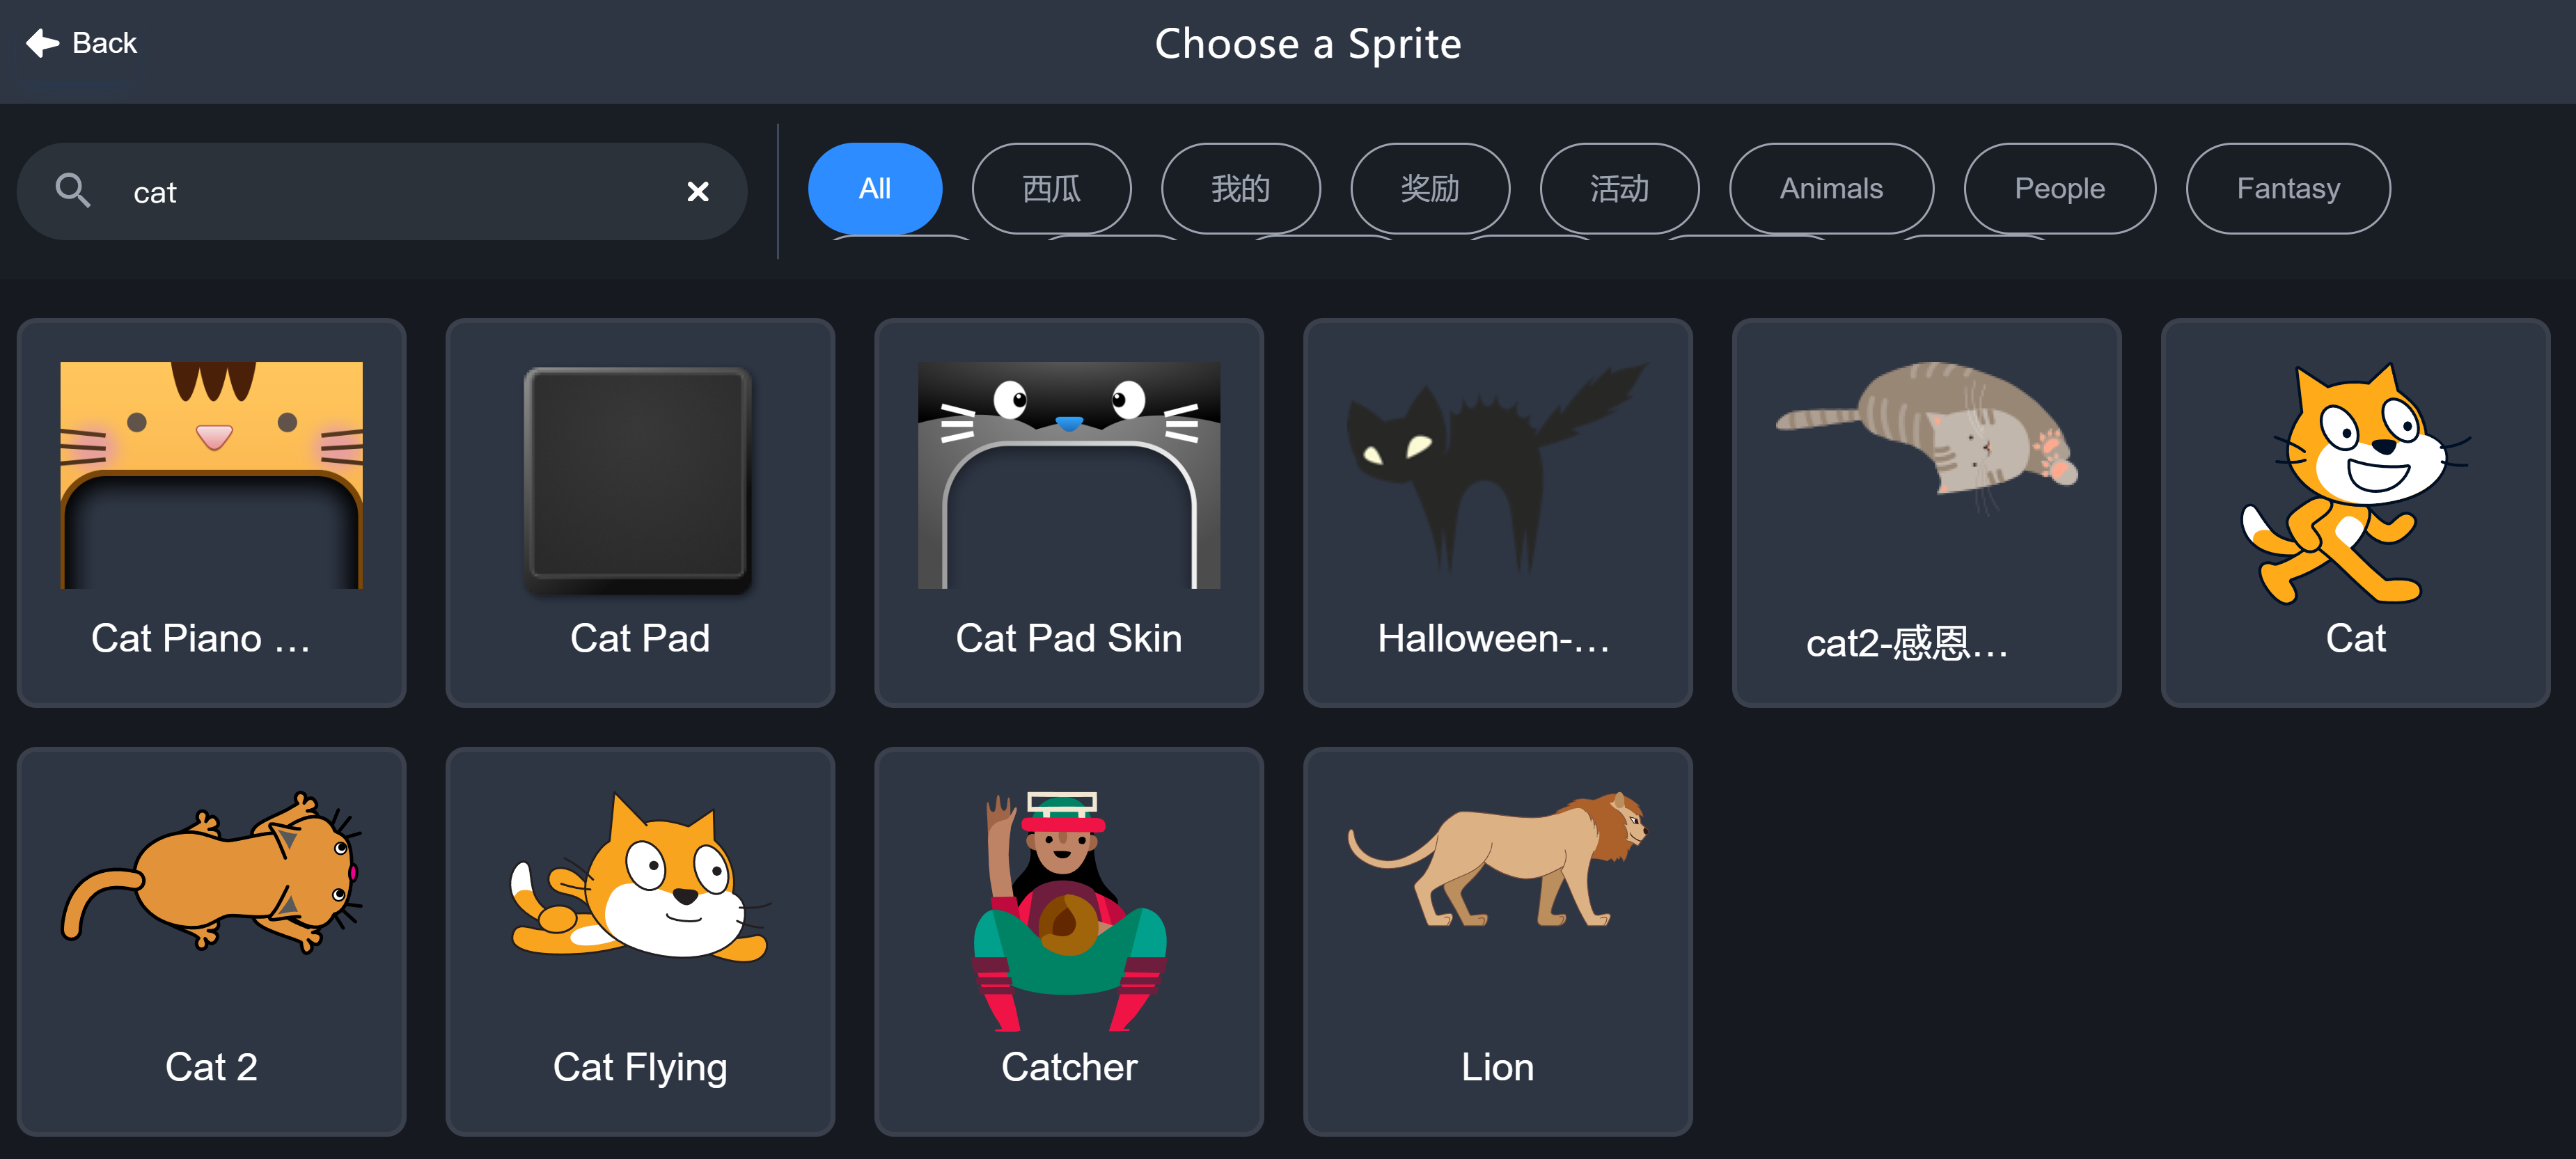 Back
Choose a Sprite
cat
All
西瓜
我的
奖励
活动
Animals
People
Fantasy
Cat Piano ...
Cat Pad
Cat Pad Skin
Halloween-...
cat2-感恩...
Cat
Cat 2
Cat Flying
Catcher
Lion